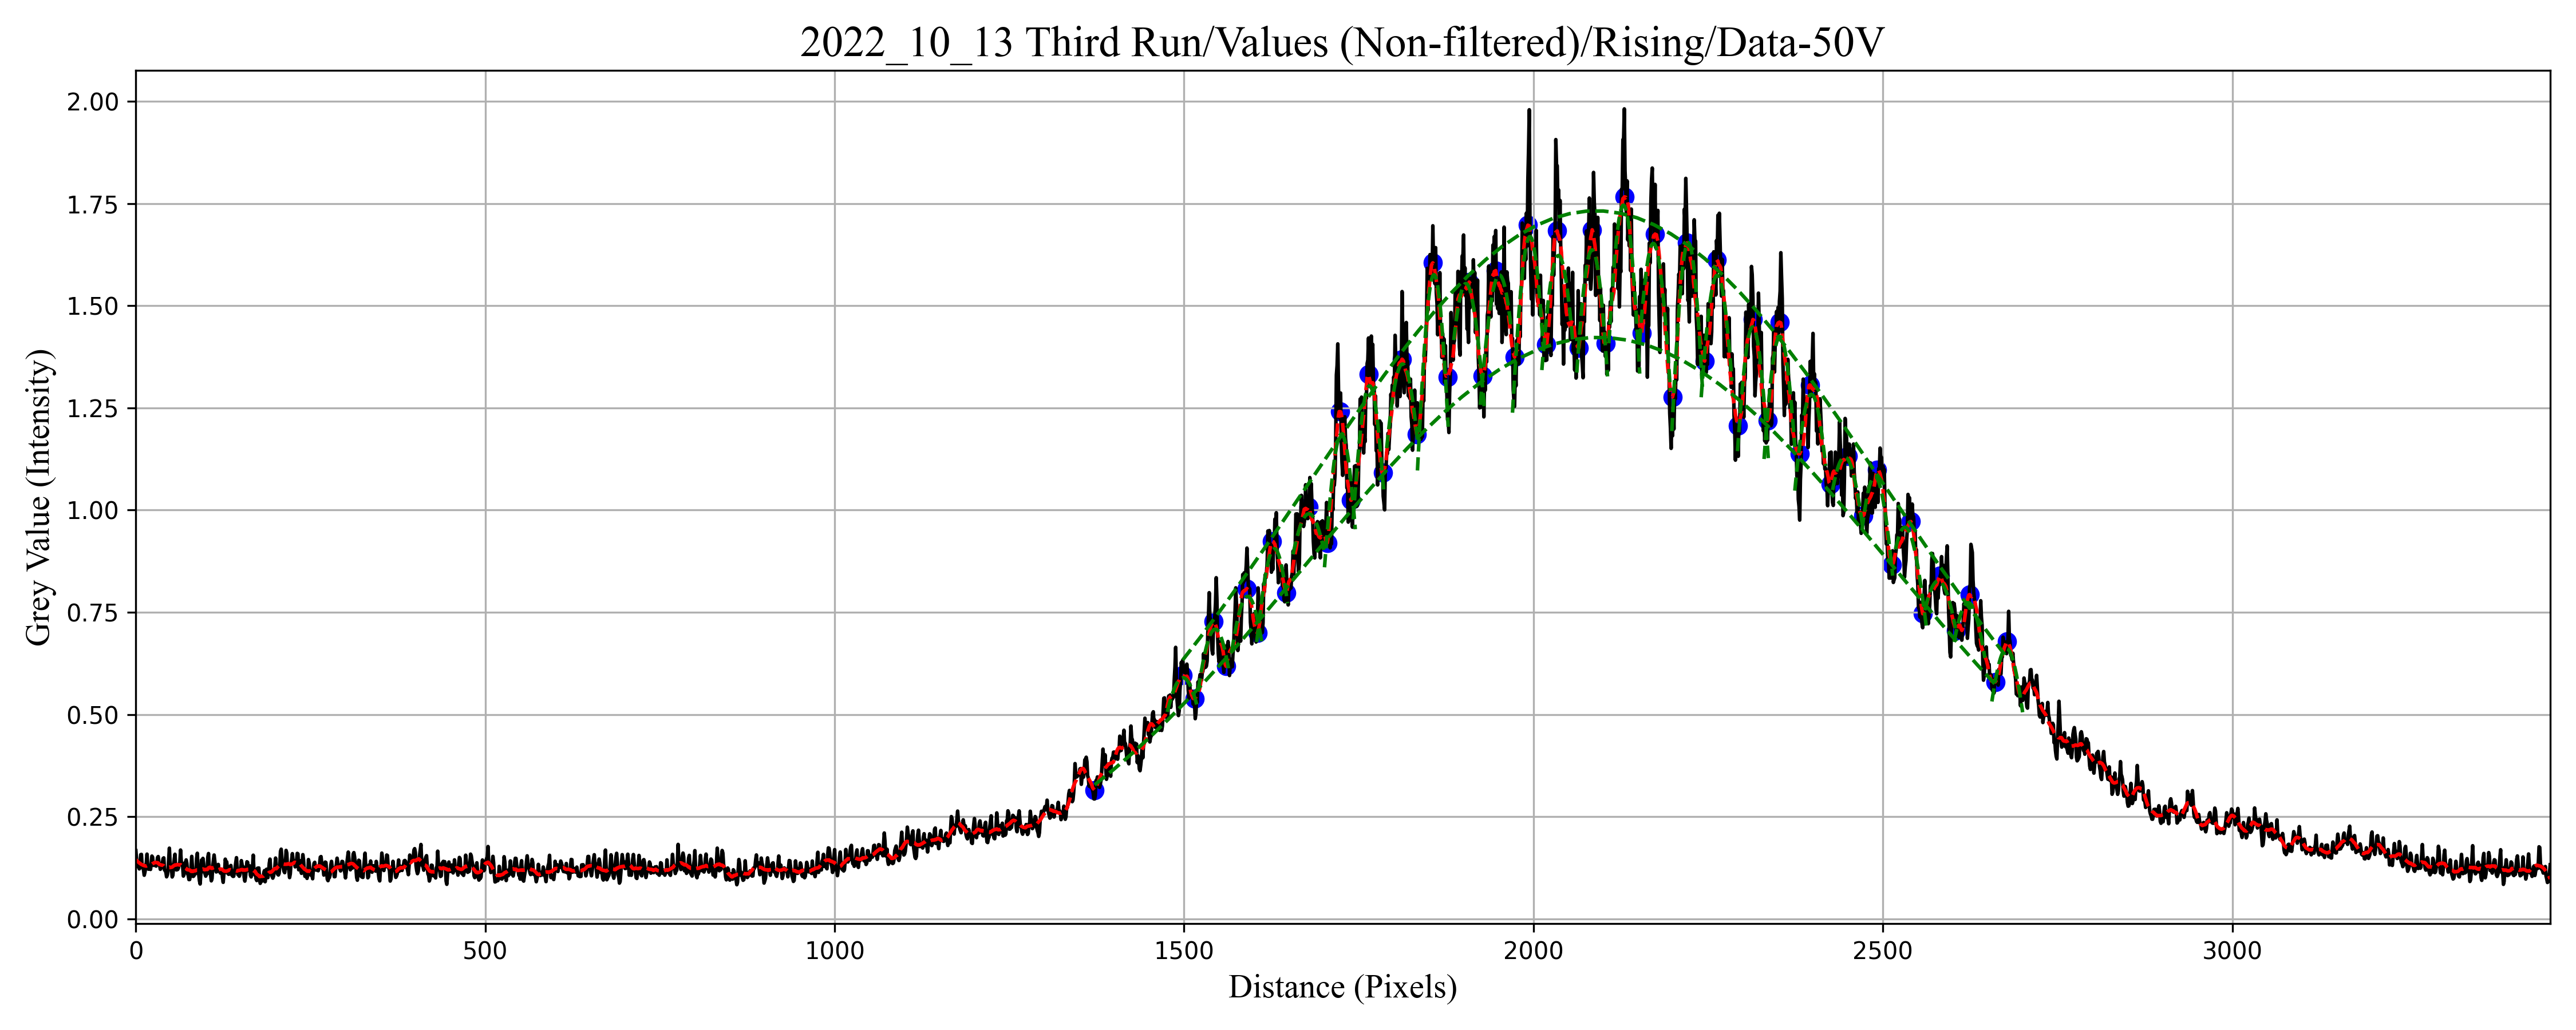 2022_10_13 Third Run/Values (Non-filtered)/Rising/Data-50V
2.00
1.75
1.50
1.25
1.00
0.75
0.50
0.25
0.00
Grey Value (Intensity)
0 500 1000 1500 2000 2500 3000
Distance (Pixels)